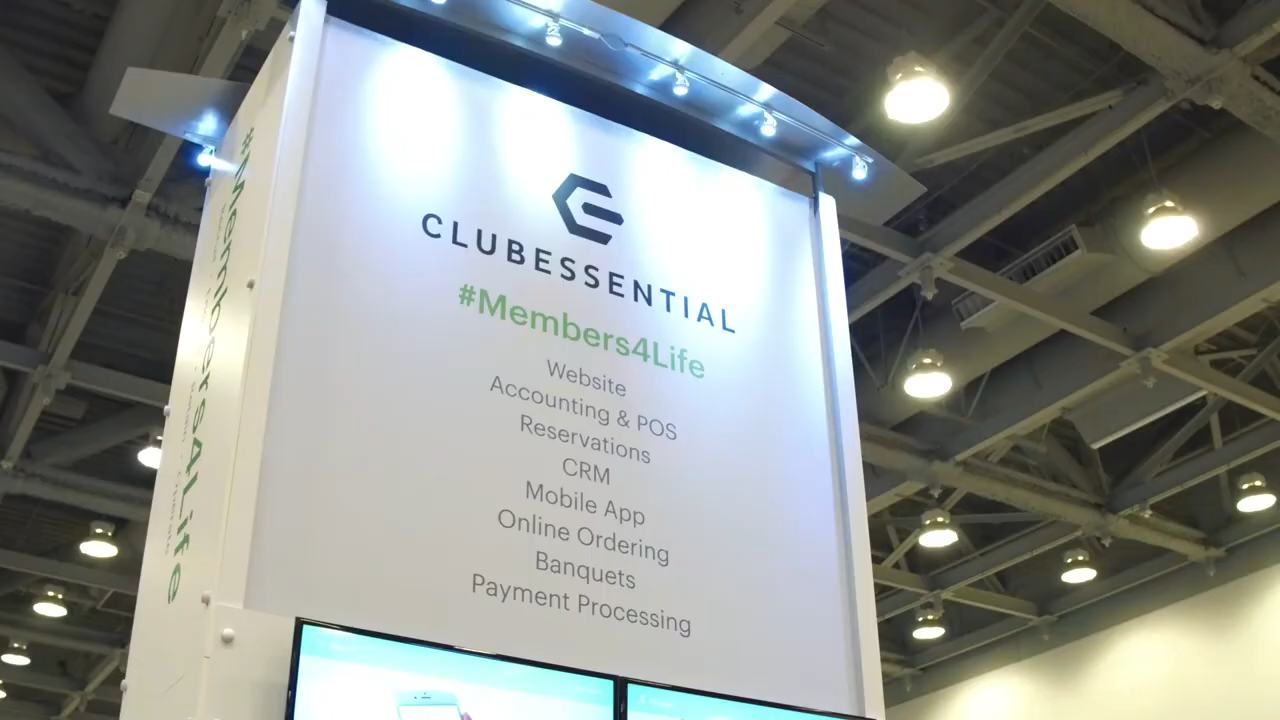 CLUBESSENTIAL
#Members4Life
Website
Accounting & POS
Reservations
CRM
Mobile App
Online Ordering
Banquets
Payment Processing
#Members4Life